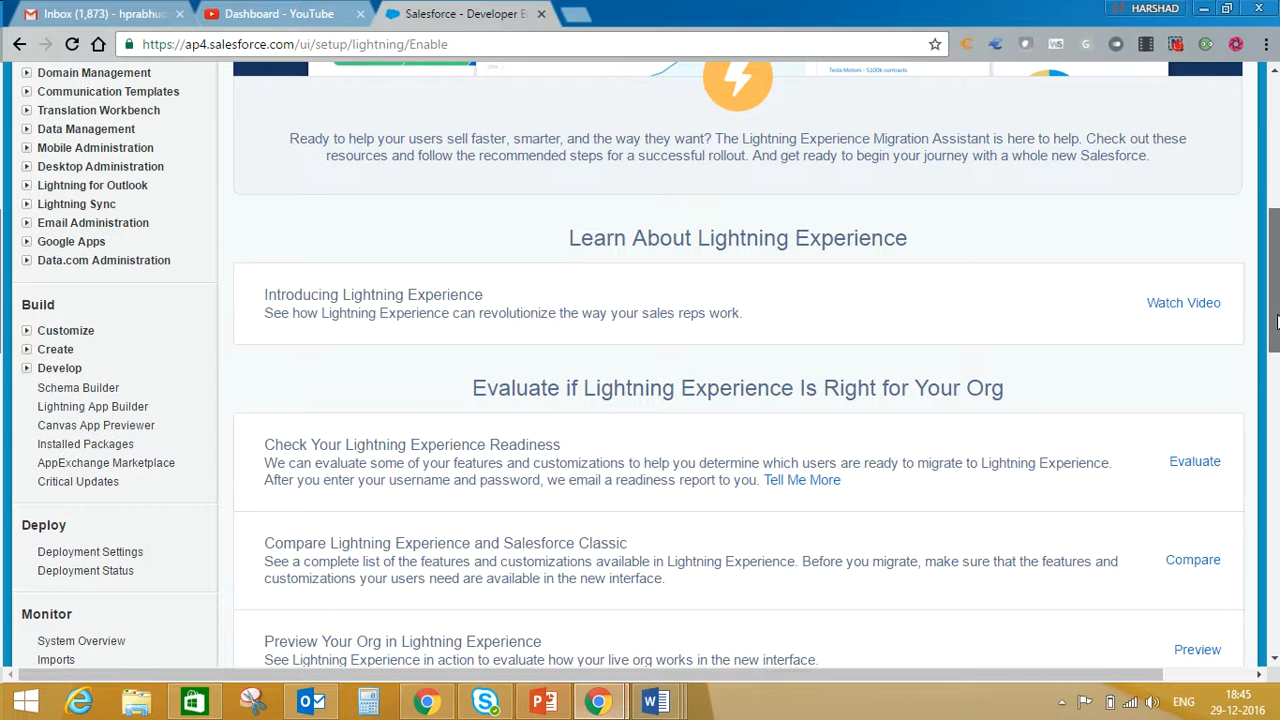 Inbox (1,873) - hprabhu
Dashboard - YouTube
Salesforce - Developer E
HARSHAD
https://ap4.salesforce.com/ui/setup/lightning/Enable
Domain Management
Communication Templates
Translation Workbench
Data Management
Mobile Administration
Desktop Administration
Lightning for Outlook
Lightning Sync
Email Administration
Google Apps
Data.com Administration
Build
Customize
Create
Develop
Schema Builder
Lightning App Builder
Canvas App Previewer
Installed Packages
AppExchange Marketplace
Critical Updates
Deploy
Deployment Settings
Deployment Status
Monitor
System Overview
Imports
Tesla Motors - $100k contracts
Ready to help your users sell faster, smarter, and the way they want? The Lightning Experience Migration Assistant is here to help. Check out these
resources and follow the recommended steps for a successful rollout. And get ready to begin your journey with a whole new Salesforce.
Learn About Lightning Experience
Introducing Lightning Experience
See how Lightning Experience can revolutionize the way your sales reps work.
Watch Video
Evaluate if Lightning Experience Is Right for Your Org
Check Your Lightning Experience Readiness
We can evaluate some of your features and customizations to help you determine which users are ready to migrate to Lightning Experience.
After you enter your username and password, we email a readiness report to you. Tell Me More
Evaluate
Compare Lightning Experience and Salesforce Classic
See a complete list of the features and customizations available in Lightning Experience. Before you migrate, make sure that the features and
customizations your users need are available in the new interface.
Compare
Preview Your Org in Lightning Experience
See Lightning Experience in action to evaluate how your live org works in the new interface.
Preview
ENG
18:45
29-12-2016